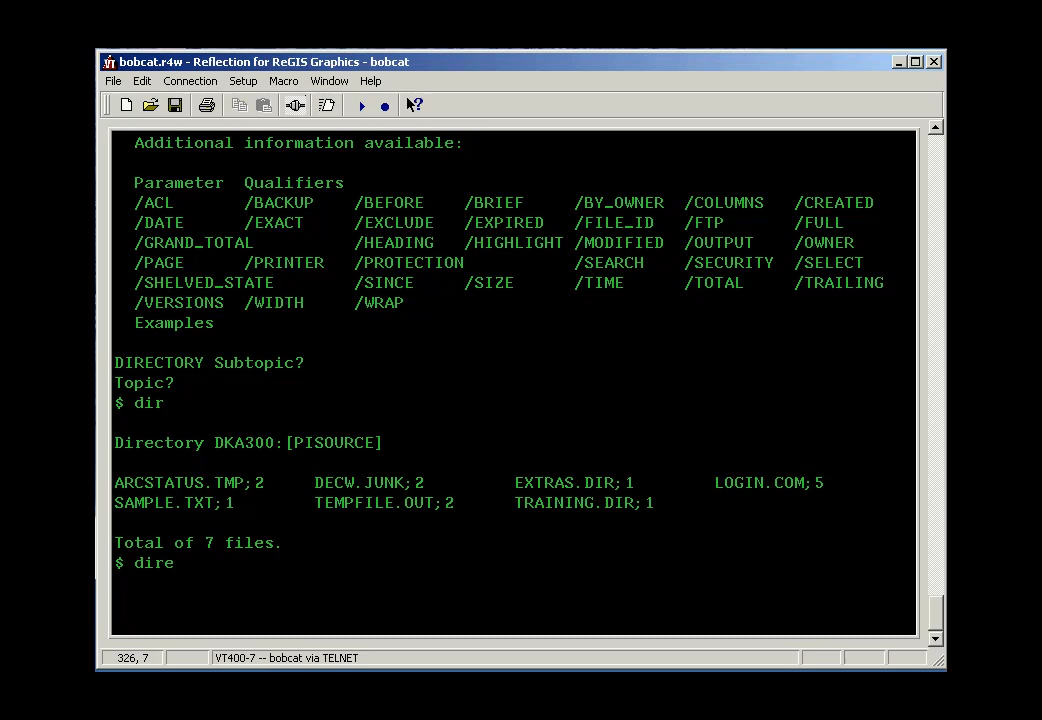 bobcat.r4w - Reflection for ReGIS Graphics - bobcat
File Edit Connection Setup Macro Window Help
Additional information available:
Parameter Qualifiers
/ACL /BACKUP /BEFORE /BRIEF /BY_OWNER /COLUMNS /CREATED
/DATE /EXACT /EXCLUDE /EXPIRED /FILE_ID /FTP /FULL
/GRAND_TOTAL /HEADING /HIGHLIGHT /MODIFIED /OUTPUT /OWNER
/PAGE /PRINTER /PROTECTION /SEARCH /SECURITY /SELECT
/SHELVED_STATE /SINCE /SIZE /TIME /TOTAL /TRAILING
/VERSIONS /WIDTH /WRAP
Examples
DIRECTORY Subtopic?
Topic?
$ dir
Directory DKA300:[PISOURCE]
ARCSTATUS.TMP;2 DECW.JUNK;2 EXTRAS.DIR;1 LOGIN.COM;5
SAMPLE.TXT;1 TEMPFILE.OUT;2 TRAINING.DIR;1
Total of 7 files.
$ dire
326, 7 VT400-7 -- bobcat via TELNET